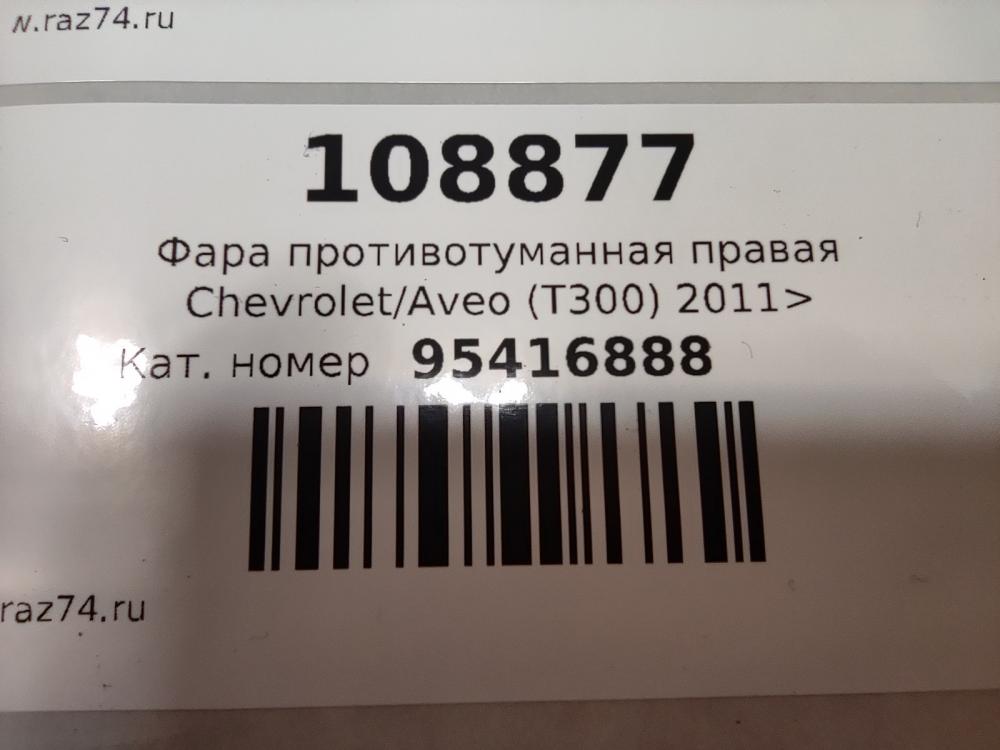 w.raz74.ru
108877
Фара противотуманная правая
Chevrolet/Aveo (T300) 2011>
Кат. номер 95416888
raz74.ru